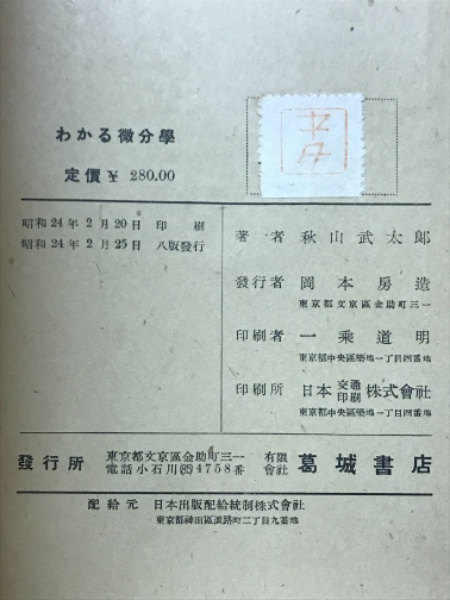 わかる微分學
定價 ¥ 280.00
昭和24年2月20日 印刷
昭和24年2月25日 八版發行
著者 秋山武太郎
發行者 岡本房造
東京都文京區金助町三一
印刷者 一乘道明
東京都中央區築地一丁目四番地
印刷所 日本交通印刷株式會社
東京都中央區築地一丁目四番地
發行所 東京都文京區金助町三一 有限會社 葛城書店
電話小石川(85)4758番
配給元 日本出版配給統制株式會社
東京都神田區淡路町二丁目九番地